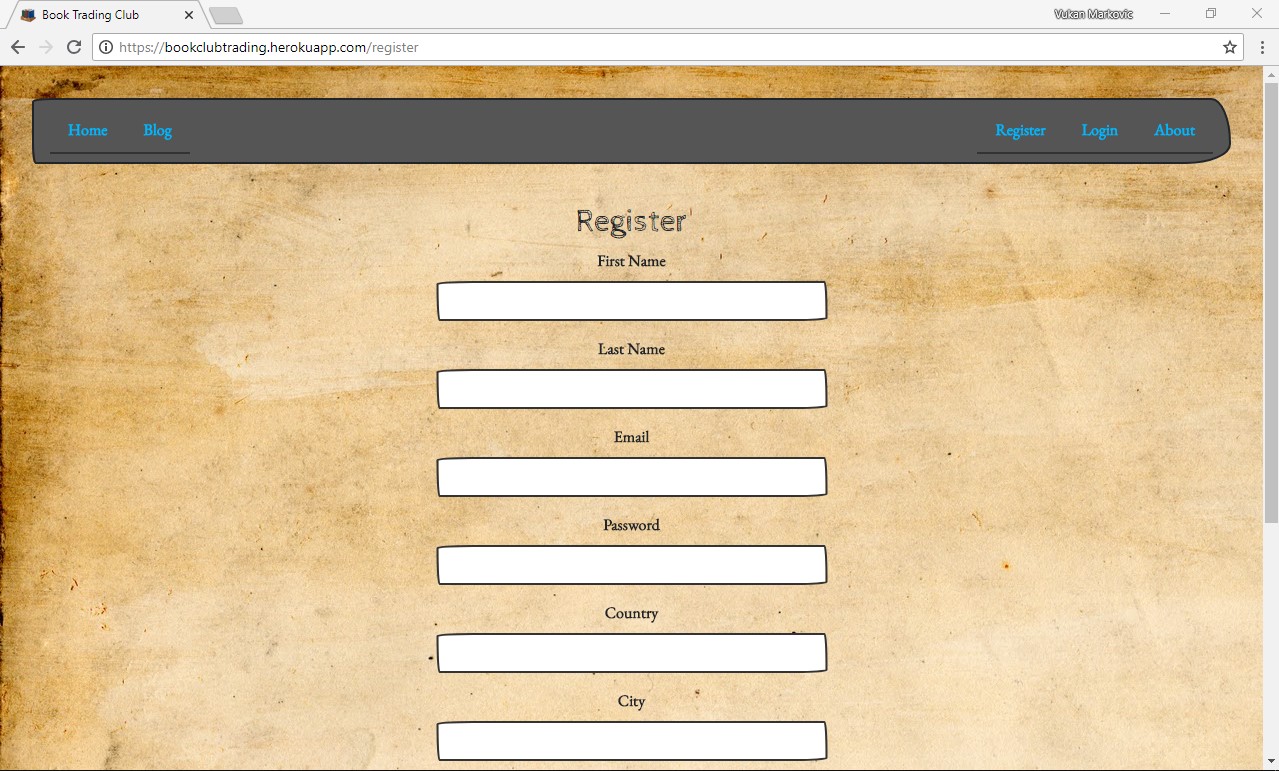 Book Trading Club
Vukan Markovic
https://bookclubtrading.herokuapp.com/register
Home Blog Register Login About
Register
First Name
Last Name
Email
Password
Country
City